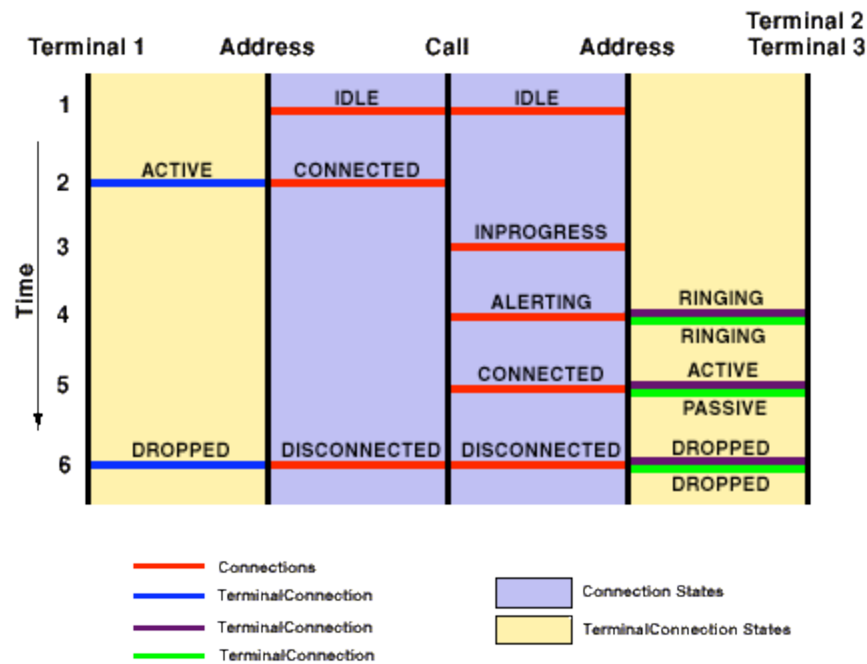 Terminal 2
Terminal 1 Address Call Address Terminal 3
1 IDLE IDLE
2 ACTIVE CONNECTED
3 INPROGRESS
4 ALERTING RINGING
RINGING
5 CONNECTED ACTIVE
PASSIVE
6 DROPPED DISCONNECTED DISCONNECTED DROPPED
DROPPED
Time
Connections
TerminalConnection
TerminalConnection
TerminalConnection
Connection States
TerminalConnection States